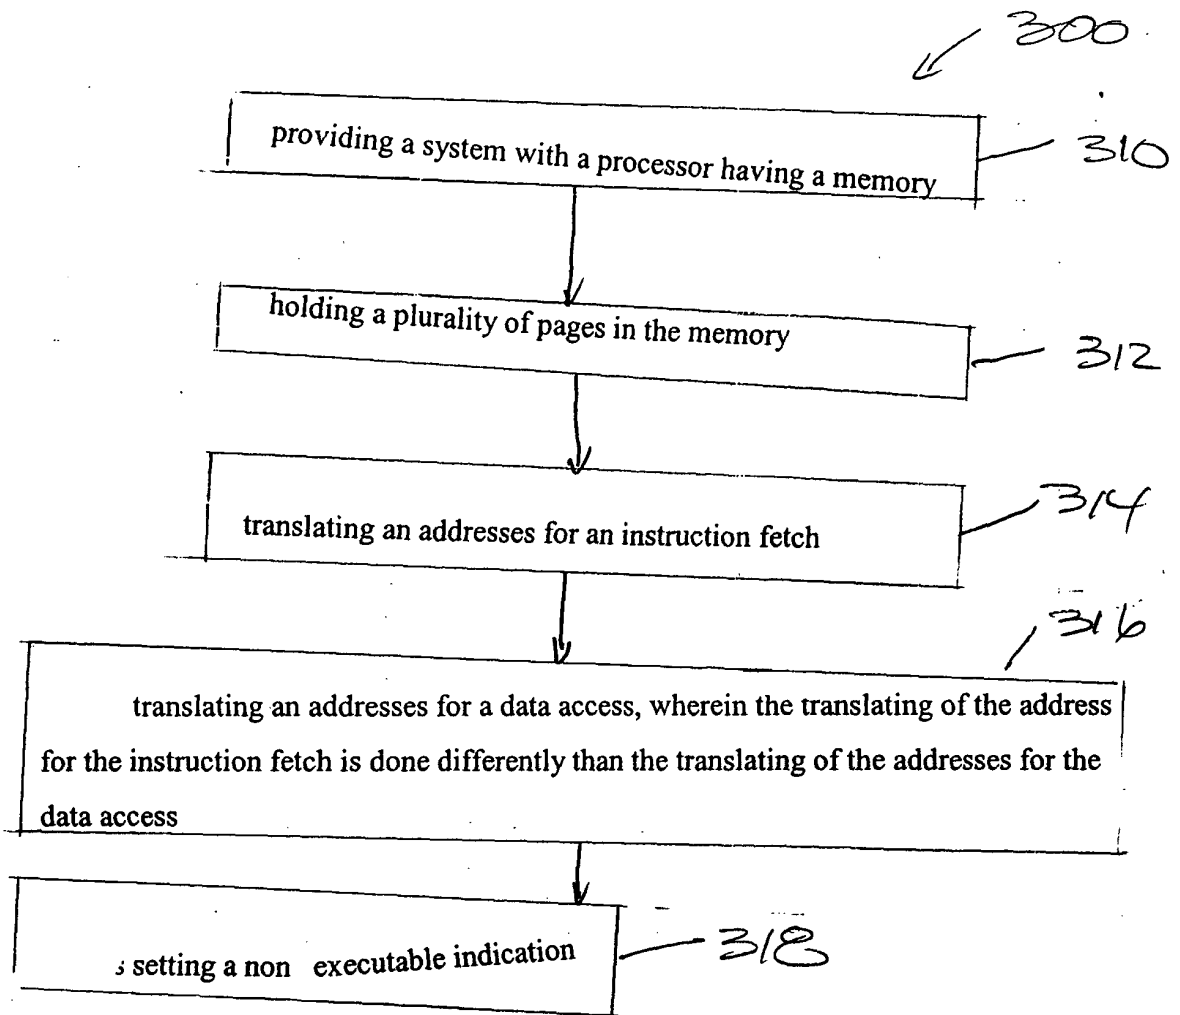 300
providing a system with a processor having a memory
310
holding a plurality of pages in the memory
312
translating an addresses for an instruction fetch
314
316
translating an addresses for a data access, wherein the translating of the address
for the instruction fetch is done differently than the translating of the addresses for the
data access
setting a non executable indication
318